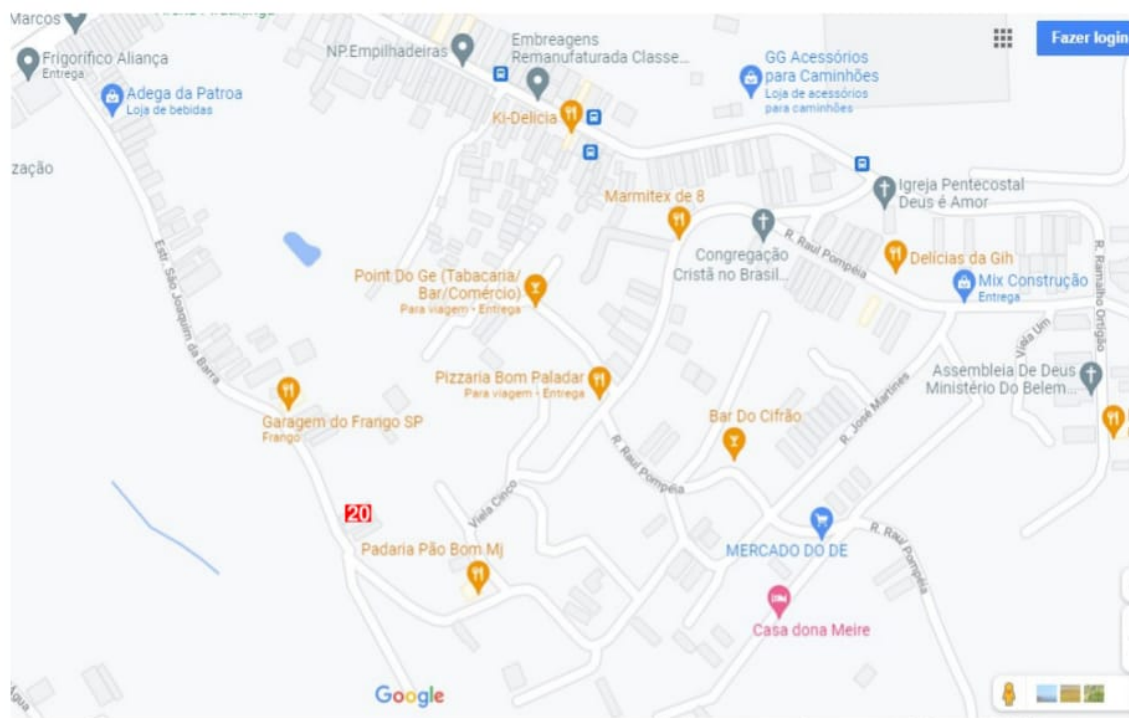 Marcos
Frigorífico Aliança
Entrega
Adega da Patroa
Loja de bebidas
NP.Empilhadeiras
Embreagens
Remanufaturada Classe...
Ki-Delicia
GG Acessórios
para Caminhões
Loja de acessórios
para caminhões
Fazer login
zação
Igreja Pentecostal
Deus é Amor
Marmitex de 8
Congregação
Cristã no Brasil...
R. Raul Pompéia
Delícias da Gih
Mix Construção
Entrega
R. Ramalho Ortigão
Estr. São Joaquim da Barra
Point Do Ge (Tabacaria/
Bar/Comércio)
Para viagem - Entrega
Viela Um
Pizzaria Bom Paladar
Para viagem - Entrega
Assembleia De Deus
Ministério Do Belem...
R. José Martines
Garagem do Frango SP
Frango
Bar Do Cifrão
R. Raul Pompéia
Viela Cinco
20
MERCADO DO DE
R. Raul Pompéia
Padaria Pão Bom Mj
Casa dona Meire
Água
Google